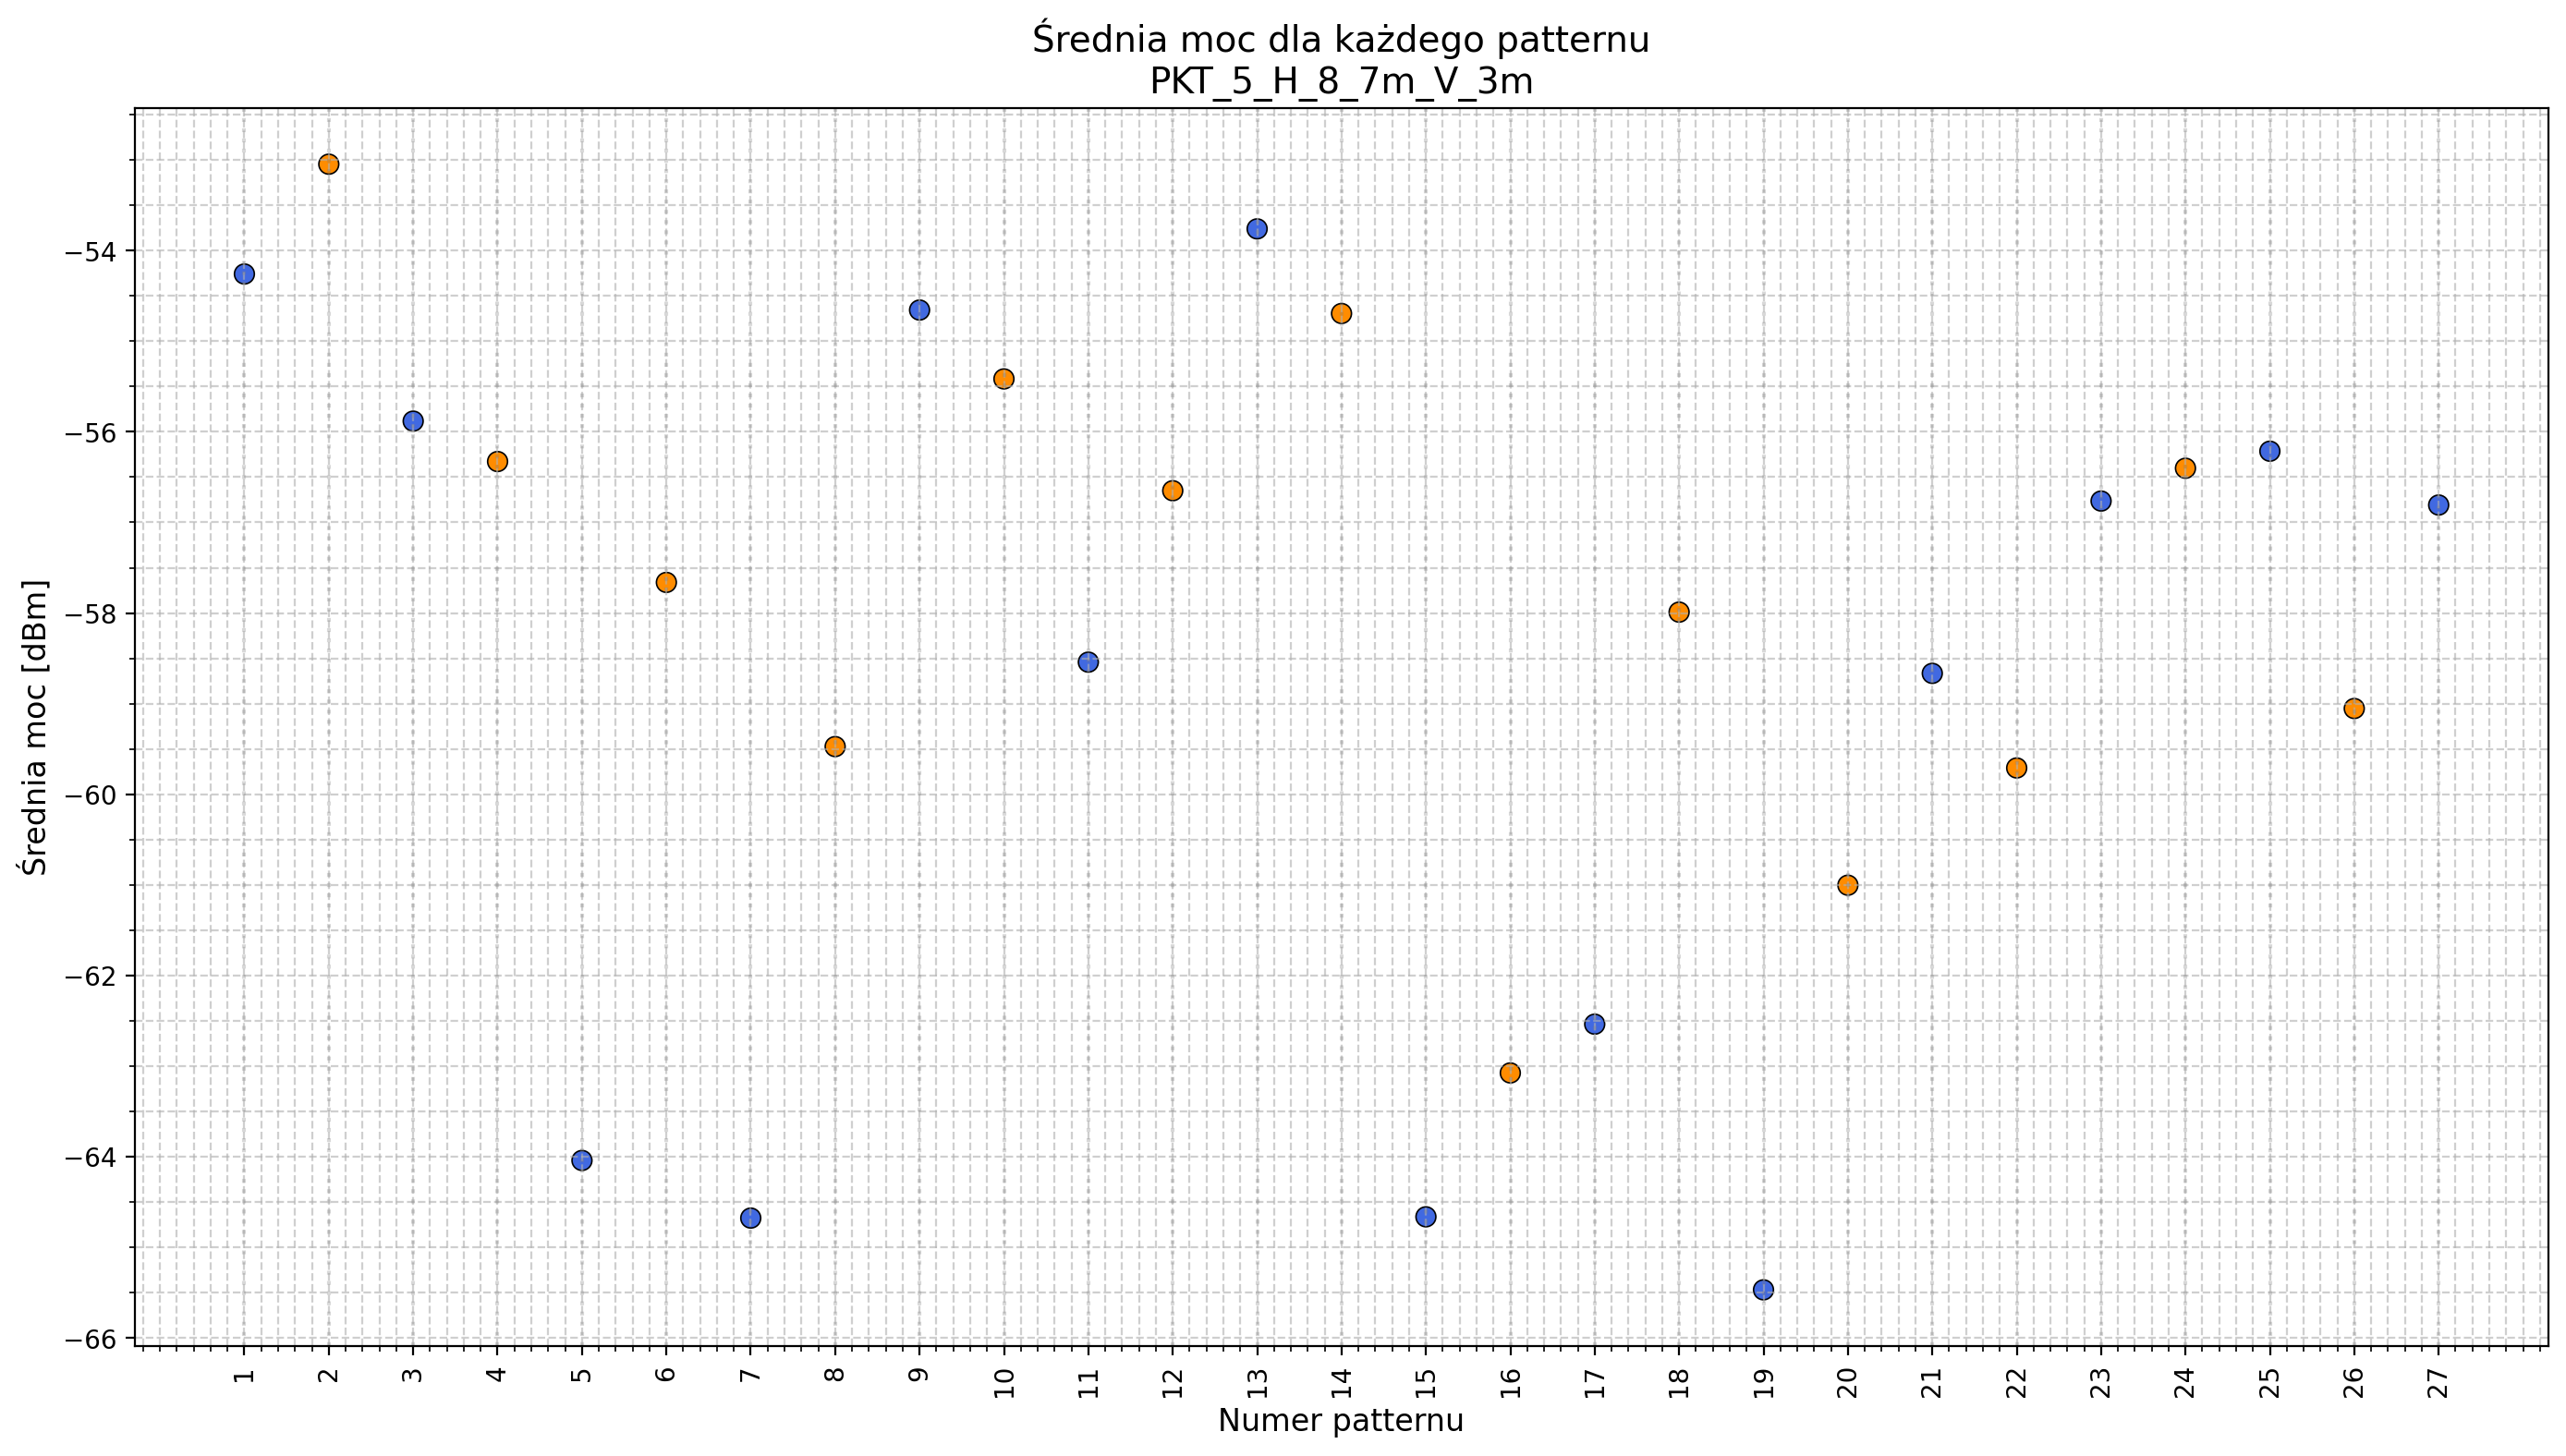 Średnia moc dla każdego patternu
PKT_5_H_8_7m_V_3m
Średnia moc [dBm]
−54
−56
−58
−60
−62
−64
−66
1 2 3 4 5 6 7 8 9 10 11 12 13 14 15 16 17 18 19 20 21 22 23 24 25 26 27
Numer patternu